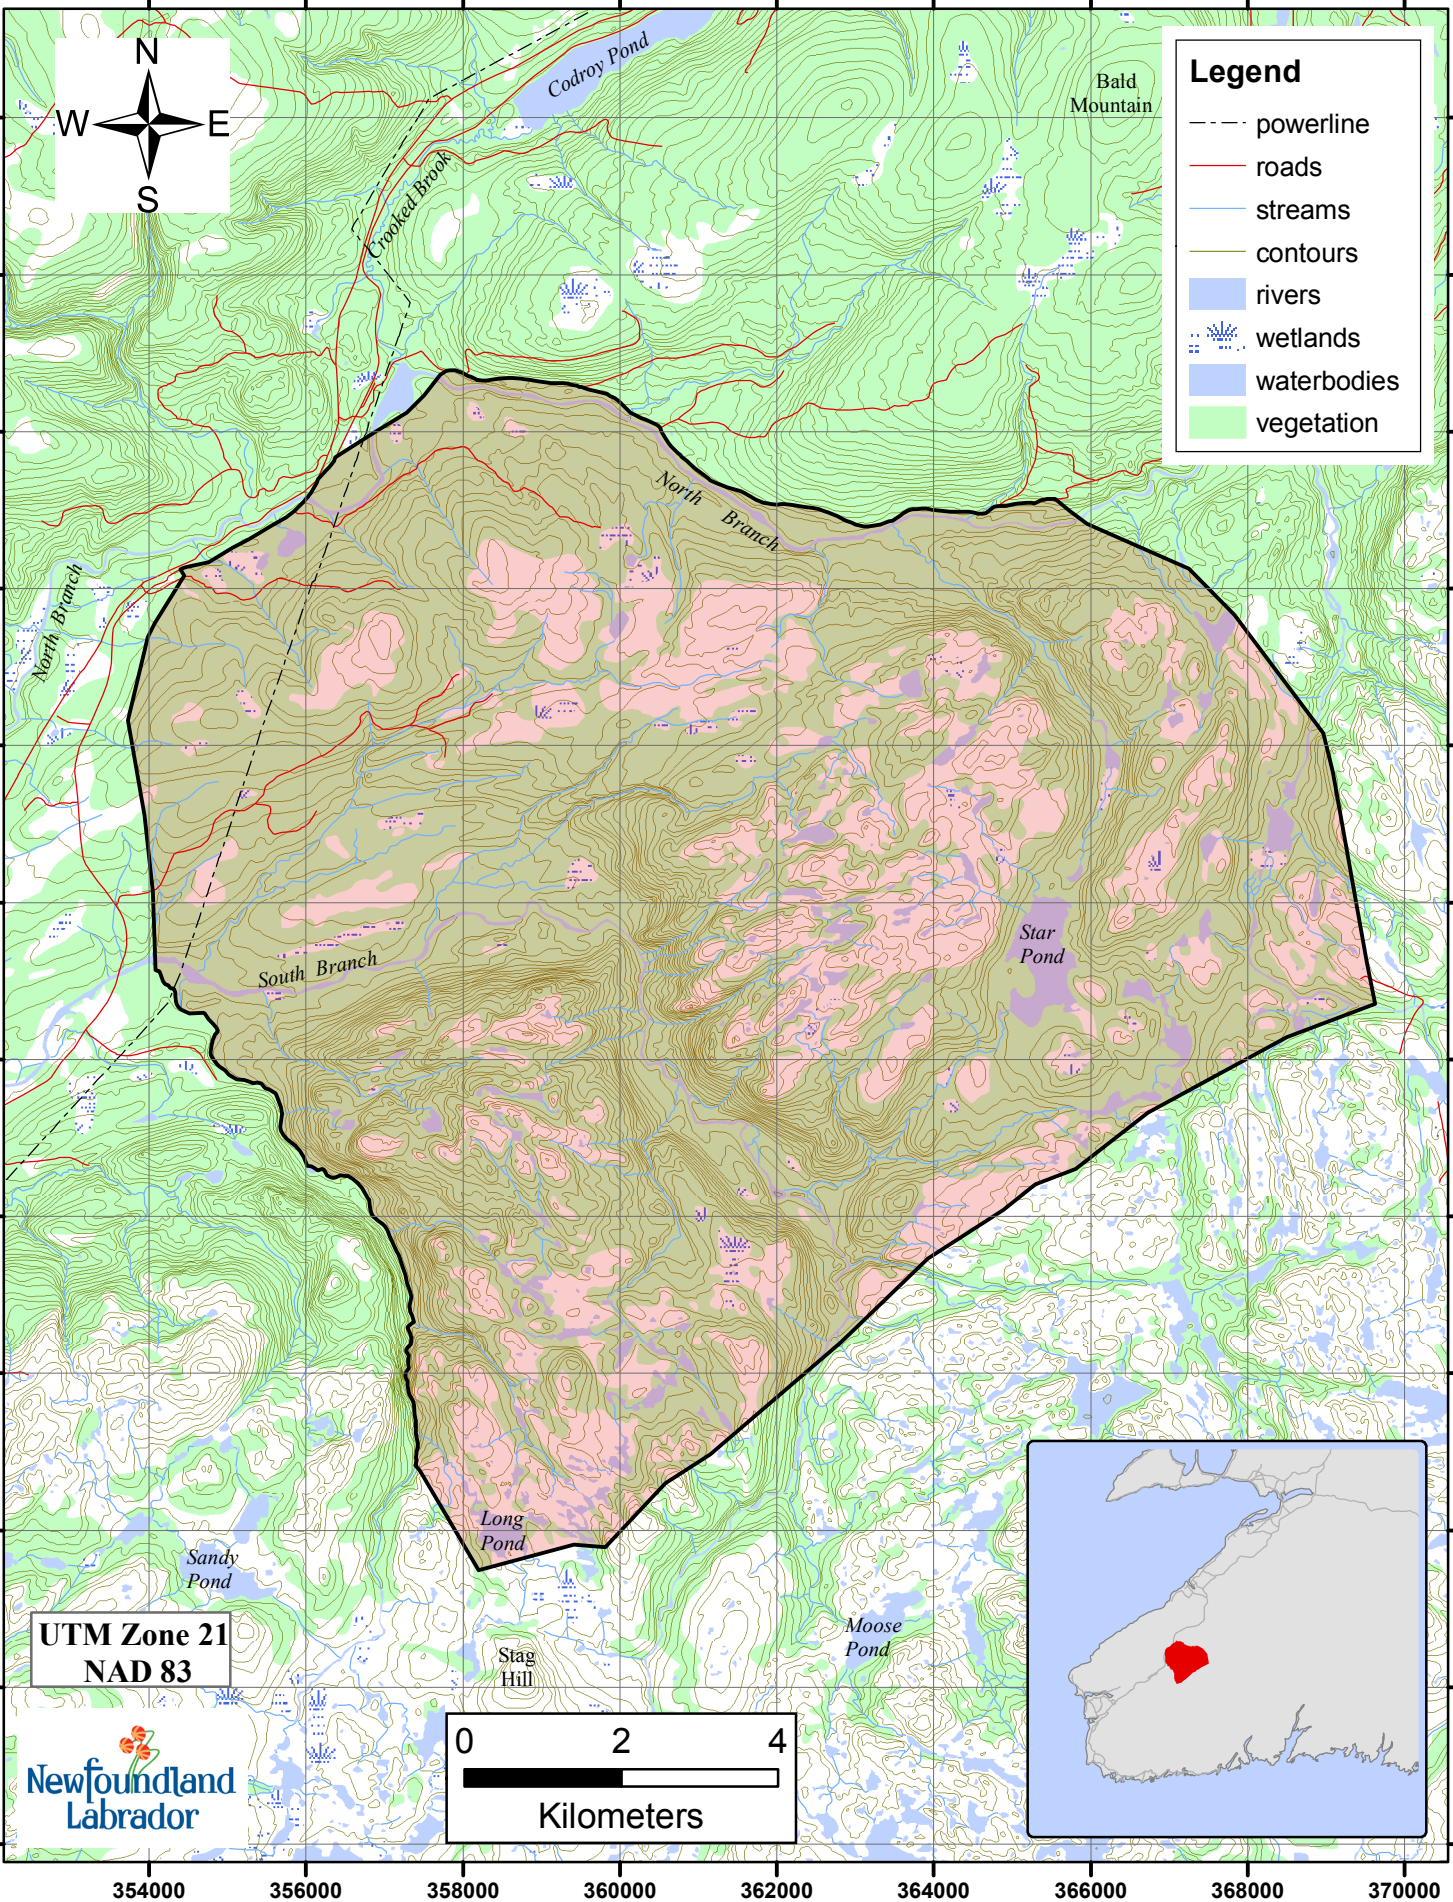 N
W E
S
Codroy Pond
Crooked Brook
Bald
Mountain
Legend
powerline
roads
streams
contours
rivers
wetlands
waterbodies
vegetation
North Branch
North Branch
South Branch
Star
Pond
Long
Pond
Sandy
Pond
Moose
Pond
Stag
Hill
UTM Zone 21
NAD 83
Newfoundland
Labrador
0 2 4
Kilometers
354000 356000 358000 360000 362000 364000 366000 368000 370000